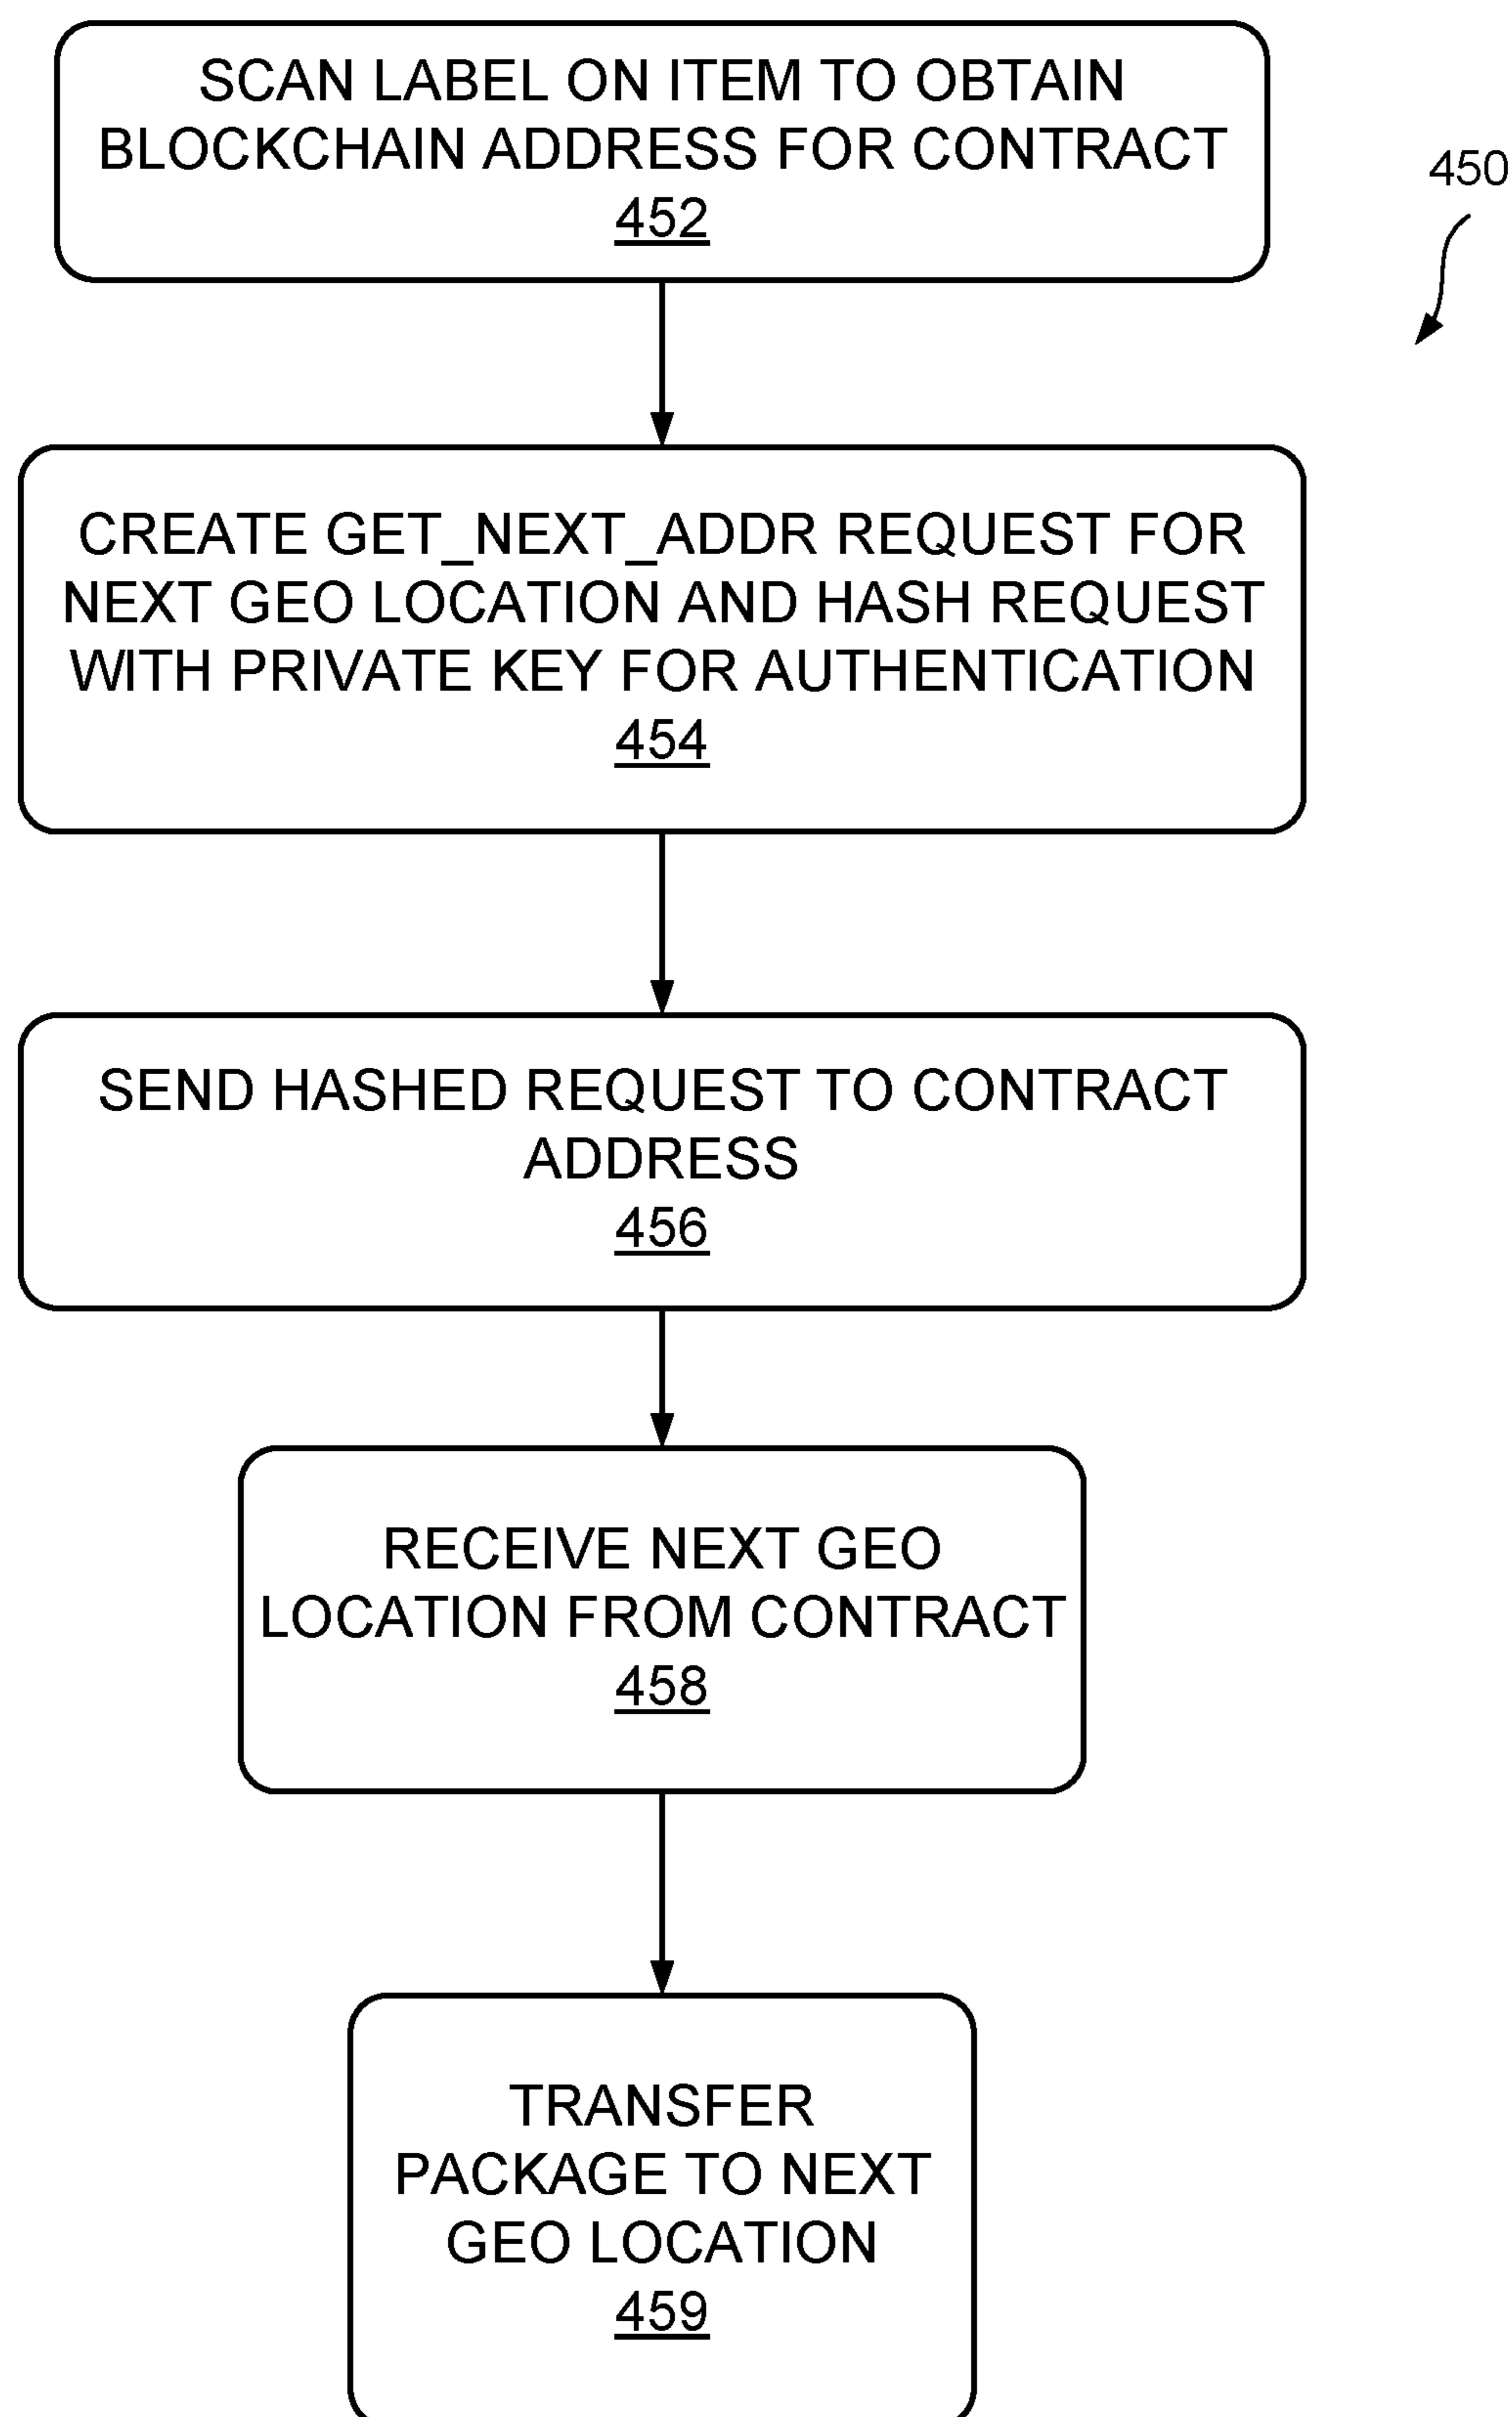 SCAN LABEL ON ITEM TO OBTAIN
BLOCKCHAIN ADDRESS FOR CONTRACT
452
450
CREATE GET_NEXT_ADDR REQUEST FOR
NEXT GEO LOCATION AND HASH REQUEST
WITH PRIVATE KEY FOR AUTHENTICATION
454
SEND HASHED REQUEST TO CONTRACT
ADDRESS
456
RECEIVE NEXT GEO
LOCATION FROM CONTRACT
458
TRANSFER
PACKAGE TO NEXT
GEO LOCATION
459